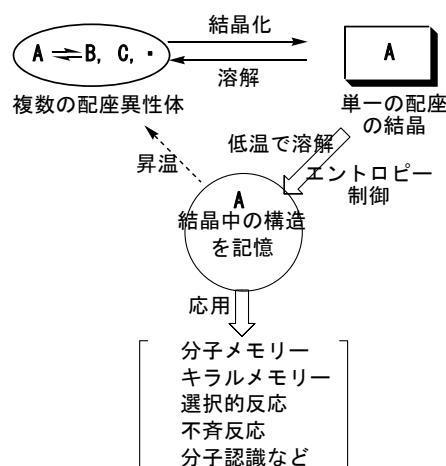 結晶化
A ⇌ B, C, ・
A
溶解
複数の配座異性体
単一の配座
の結晶
低温で溶解
昇温
エントロピー
制御
A
結晶中の構造
を記憶
応用
分子メモリー
キラルメモリー
選択的反応
不斉反応
分子認識など